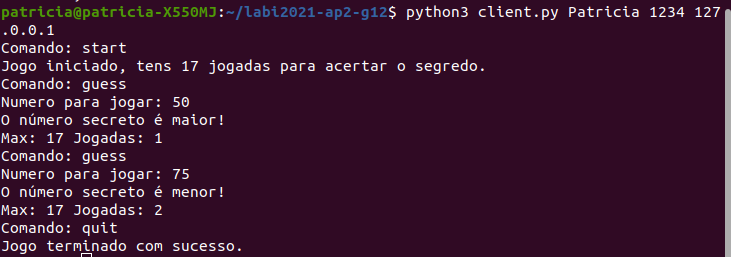 patricia@patricia-X550MJ:~/labi2021-ap2-g12$ python3 client.py Patricia 1234 127
.0.0.1
Comando: start
Jogo iniciado, tens 17 jogadas para acertar o segredo.
Comando: guess
Numero para jogar: 50
O número secreto é maior!
Max: 17 Jogadas: 1
Comando: guess
Numero para jogar: 75
O número secreto é menor!
Max: 17 Jogadas: 2
Comando: quit
Jogo terminado com sucesso.